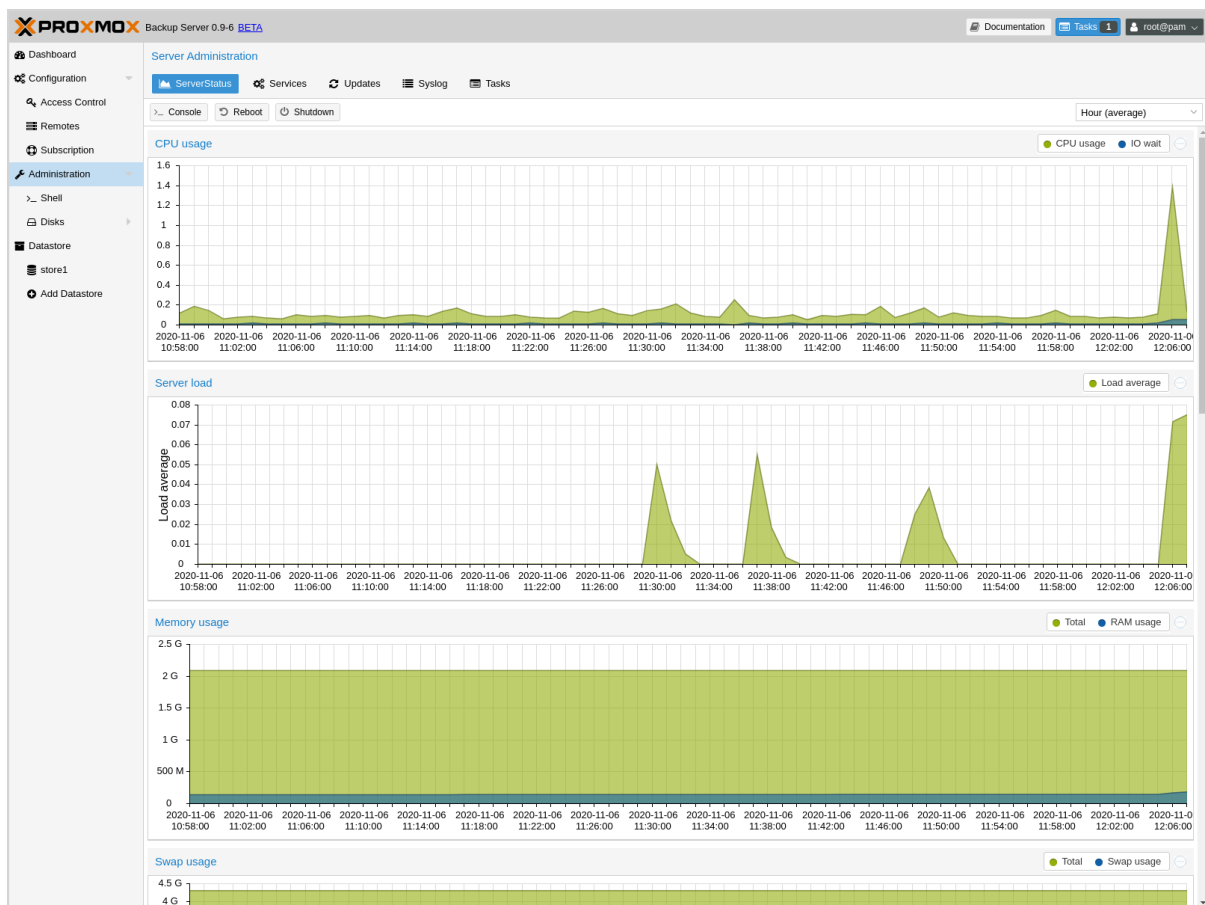 PROXMOX Backup Server 0.9-6 BETA Documentation Tasks 1 root@pam
Dashboard
Configuration
Access Control
Remotes
Subscription
Administration
Shell
Disks
Datastore
store1
Add Datastore
Server Administration
ServerStatus Services Updates Syslog Tasks
Console Reboot Shutdown Hour (average)
CPU usage CPU usage IO wait
1.6
1.4
1.2
1
0.8
0.6
0.4
0.2
0
2020-11-06 2020-11-06 2020-11-06 2020-11-06 2020-11-06 2020-11-06 2020-11-06 2020-11-06 2020-11-06 2020-11-06 2020-11-06 2020-11-06 2020-11-06 2020-11-06 2020-11-06 2020-11-06 2020-11-06 2020-11-0
10:58:00 11:02:00 11:06:00 11:10:00 11:14:00 11:18:00 11:22:00 11:26:00 11:30:00 11:34:00 11:38:00 11:42:00 11:46:00 11:50:00 11:54:00 11:58:00 12:02:00 12:06:00
Server load Load average
Load average
0.08
0.07
0.06
0.05
0.04
0.03
0.02
0.01
0
2020-11-06 2020-11-06 2020-11-06 2020-11-06 2020-11-06 2020-11-06 2020-11-06 2020-11-06 2020-11-06 2020-11-06 2020-11-06 2020-11-06 2020-11-06 2020-11-06 2020-11-06 2020-11-06 2020-11-06 2020-11-0
10:58:00 11:02:00 11:06:00 11:10:00 11:14:00 11:18:00 11:22:00 11:26:00 11:30:00 11:34:00 11:38:00 11:42:00 11:46:00 11:50:00 11:54:00 11:58:00 12:02:00 12:06:00
Memory usage Total RAM usage
2.5 G
2 G
1.5 G
1 G
500 M
0
2020-11-06 2020-11-06 2020-11-06 2020-11-06 2020-11-06 2020-11-06 2020-11-06 2020-11-06 2020-11-06 2020-11-06 2020-11-06 2020-11-06 2020-11-06 2020-11-06 2020-11-06 2020-11-06 2020-11-06 2020-11-0
10:58:00 11:02:00 11:06:00 11:10:00 11:14:00 11:18:00 11:22:00 11:26:00 11:30:00 11:34:00 11:38:00 11:42:00 11:46:00 11:50:00 11:54:00 11:58:00 12:02:00 12:06:00
Swap usage Total Swap usage
4.5 G
4 G